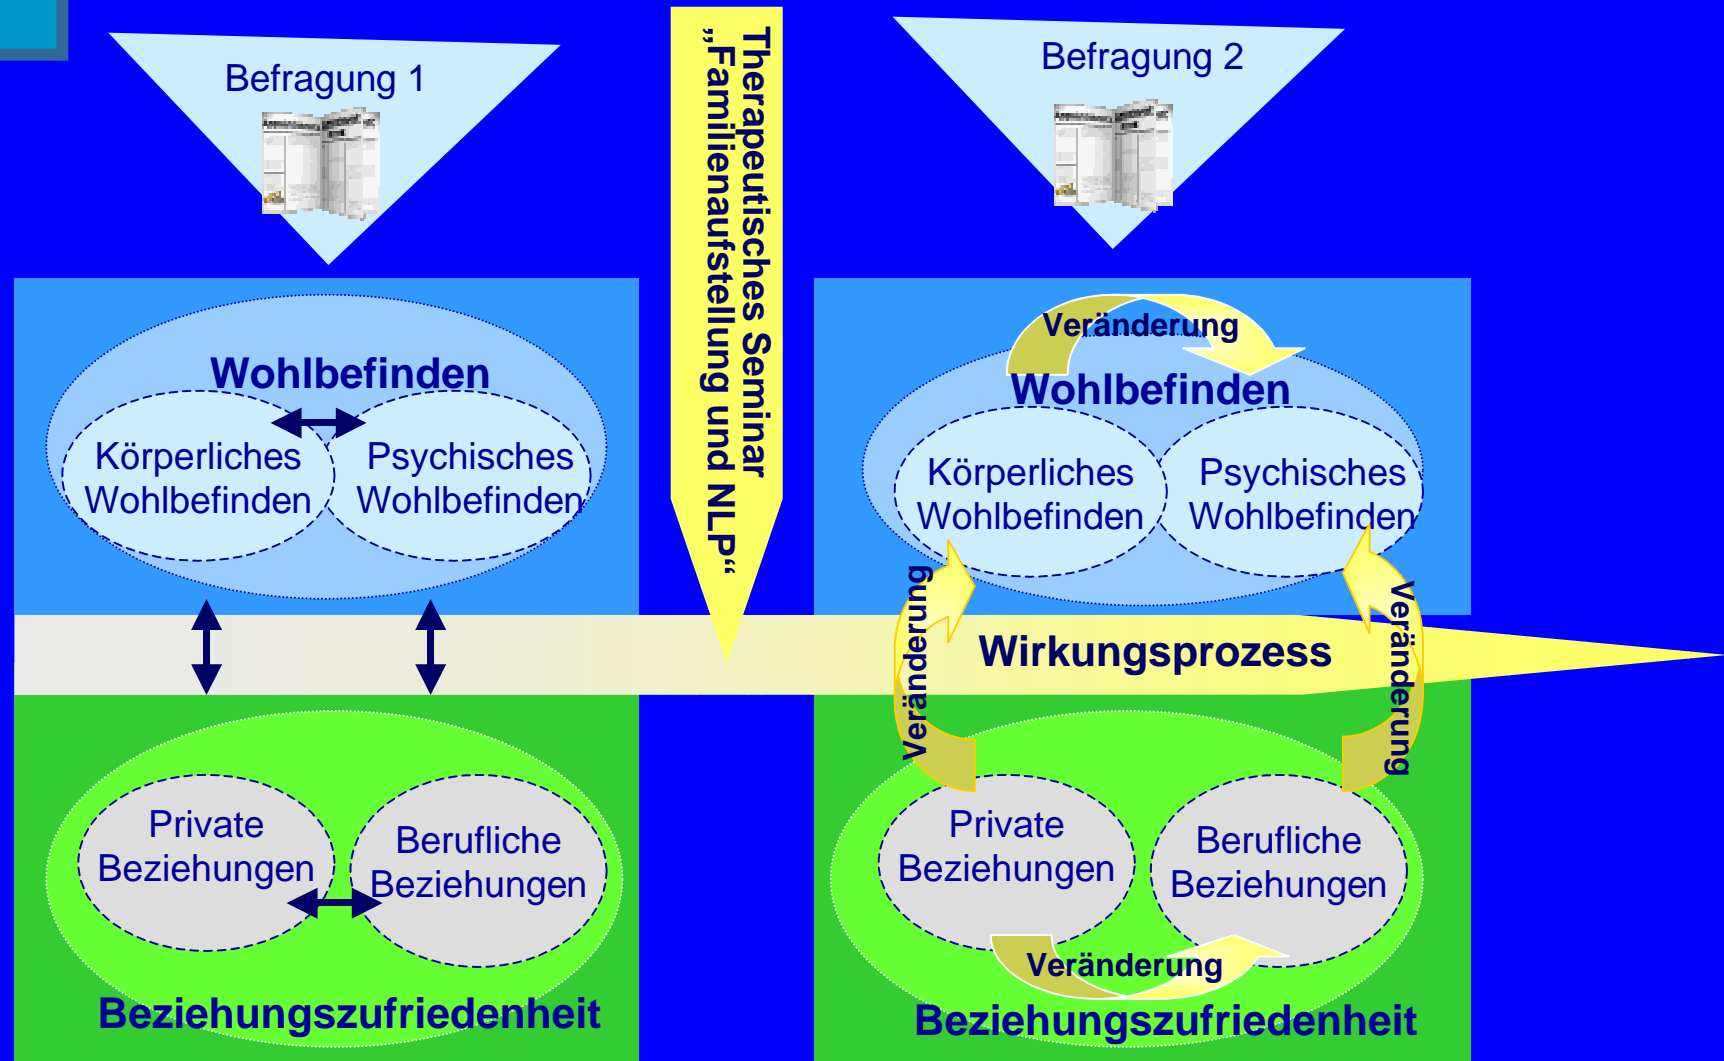 Befragung 1
Therapeutisches Seminar
„Familienaufstellung und NLP“
Befragung 2
Wohlbefinden
Körperliches
Wohlbefinden
Psychisches
Wohlbefinden
Veränderung
Wohlbefinden
Körperliches
Wohlbefinden
Psychisches
Wohlbefinden
Veränderung
Wirkungsprozess
Veränderung
Private
Beziehungen
Berufliche
Beziehungen
Beziehungszufriedenheit
Private
Beziehungen
Berufliche
Beziehungen
Veränderung
Beziehungszufriedenheit